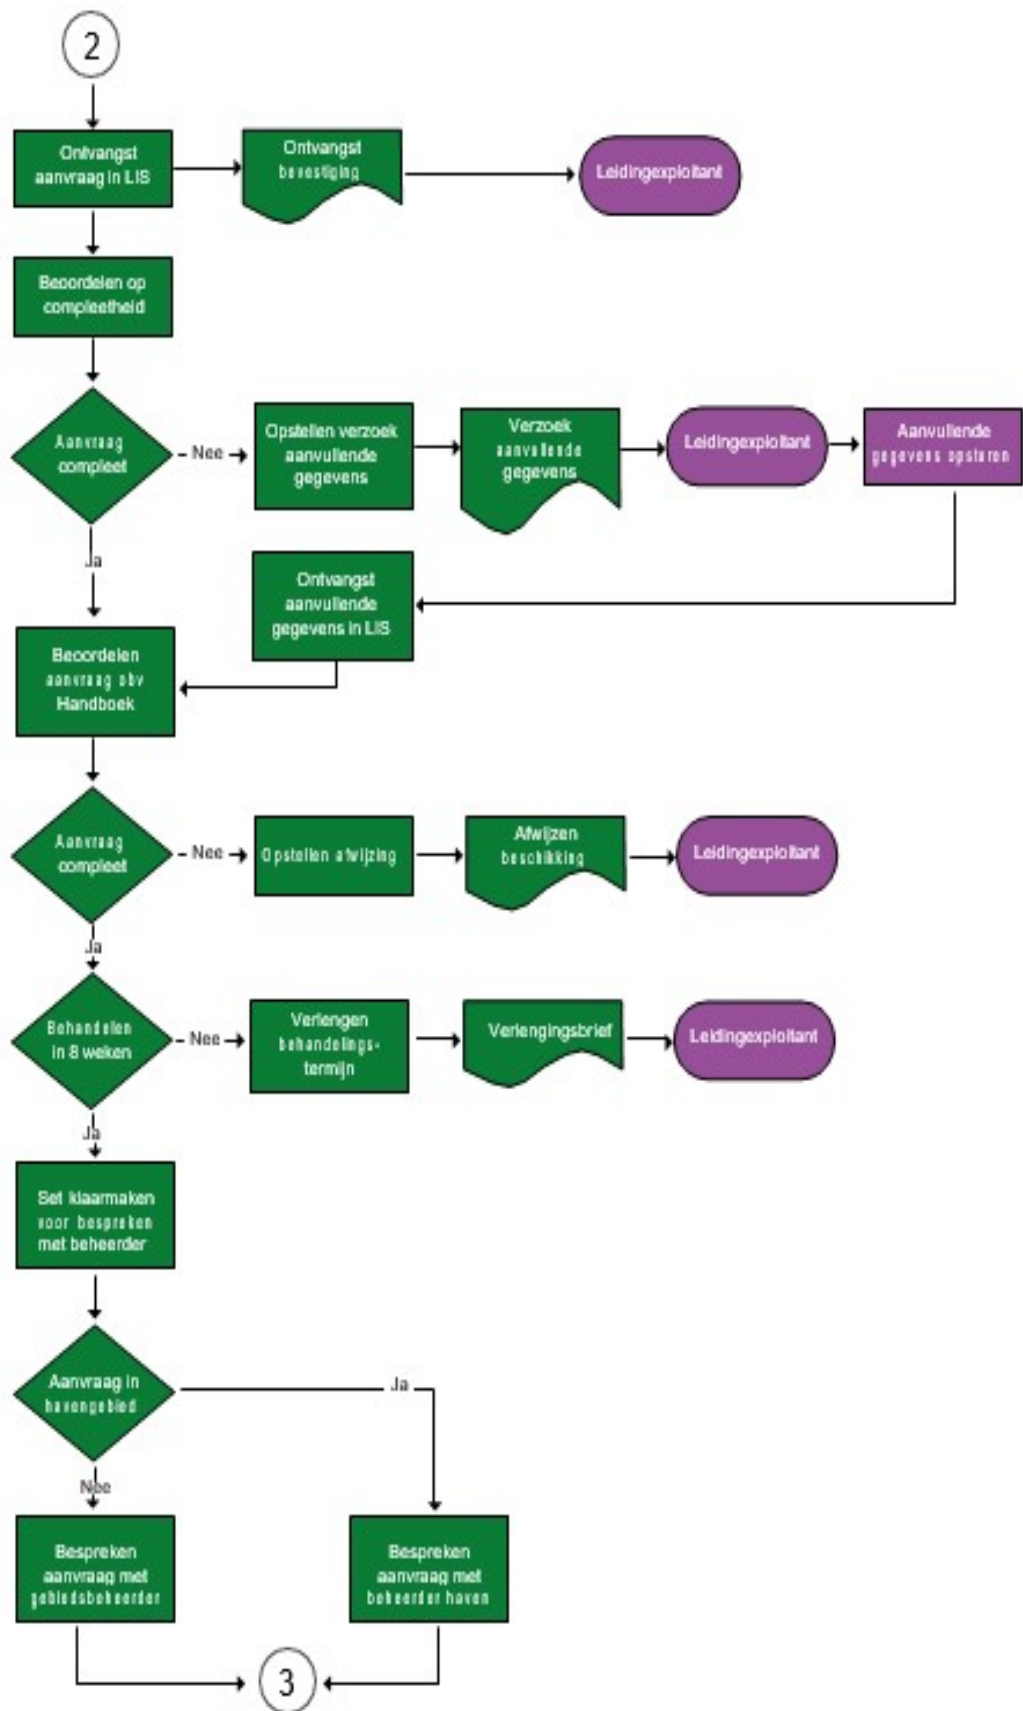 2
Ontvangst
aanvraag in LIS
Ontvangst
bevestiging
Leidingexploitant
Beoordelen op
compleetheid
Aanvraag
compleet
Nee
Opstellen verzoek
aanvullende
gegevens
Verzoek
aanvullende
gegevens
Leidingexploitant
Aanvullende
gegevens opsturen
Ja
Ontvangst
aanvullende
gegevens in LIS
Beoordelen
aanvraag obv
Handboek
Aanvraag
compleet
Nee
Opstellen afwijzing
Afwijzen
beschikking
Leidingexploitant
Ja
Behandelen
in 8 weken
Nee
Verlengen
behandelings-
termijn
Verlengingsbrief
Leidingexploitant
Ja
Set klaarmaken
voor bespreken
met beheerder
Aanvraag in
havengebied
Ja
Nee
Bespreken
aanvraag met
gebiedsbeheerder
Bespreken
aanvraag met
beheerder haven
3